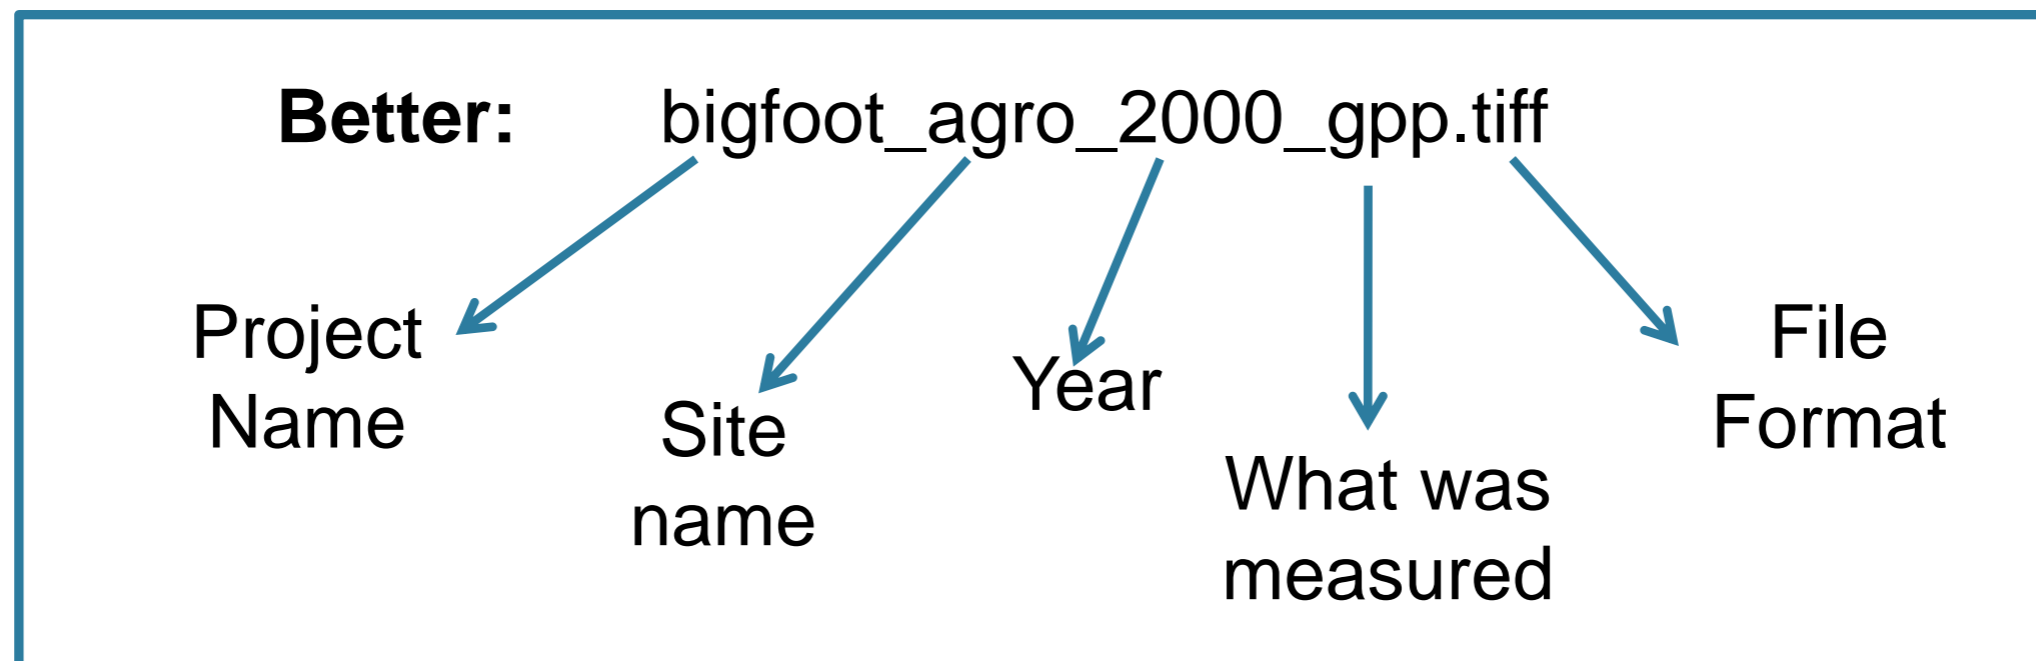 Better: bigfoot_agro_2000_gpp.tiff
Project
Name
Site
name
Year
What was
measured
File
Format